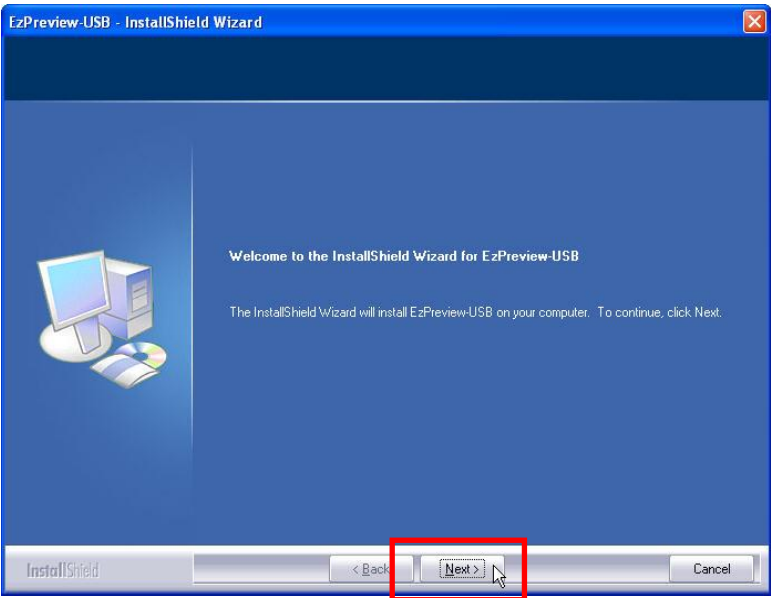 EzPreview-USB - InstallShield Wizard
Welcome to the InstallShield Wizard for EzPreview-USB
The InstallShield Wizard will install EzPreview-USB on your computer. To continue, click Next.
InstallShield
< Back
Next >
Cancel